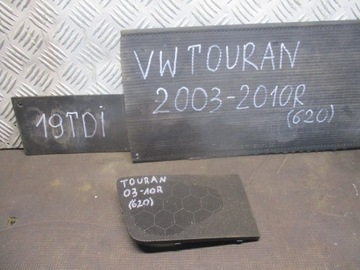 VW TOURAN
2003-2010R
(620)
19TDi
TOURAN
03-10R
(620)